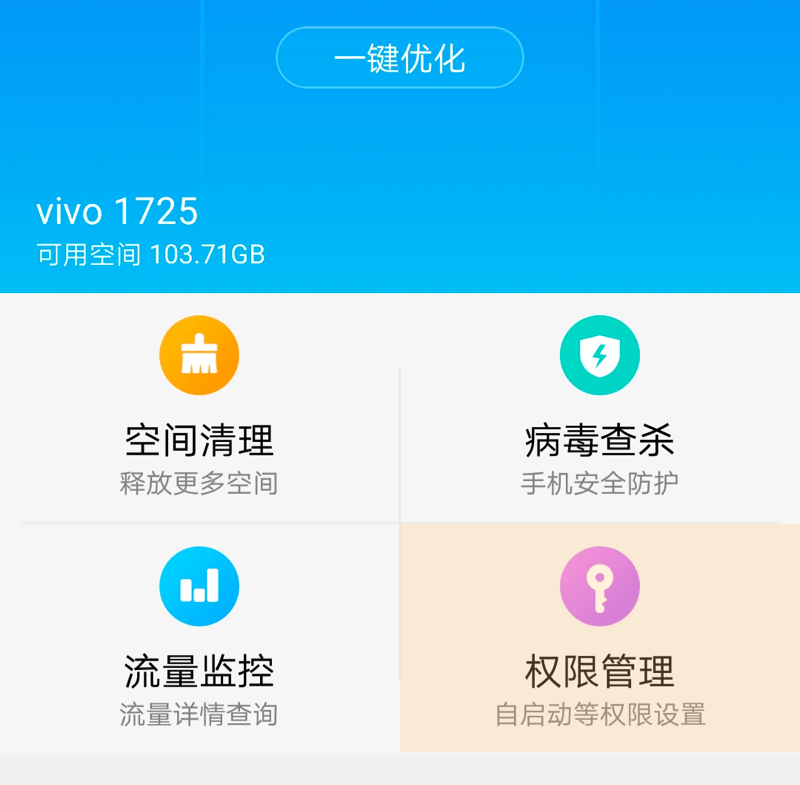 一键优化
vivo 1725
可用空间 103.71GB
空间清理
释放更多空间
病毒查杀
手机安全防护
流量监控
流量详情查询
权限管理
自启动等权限设置